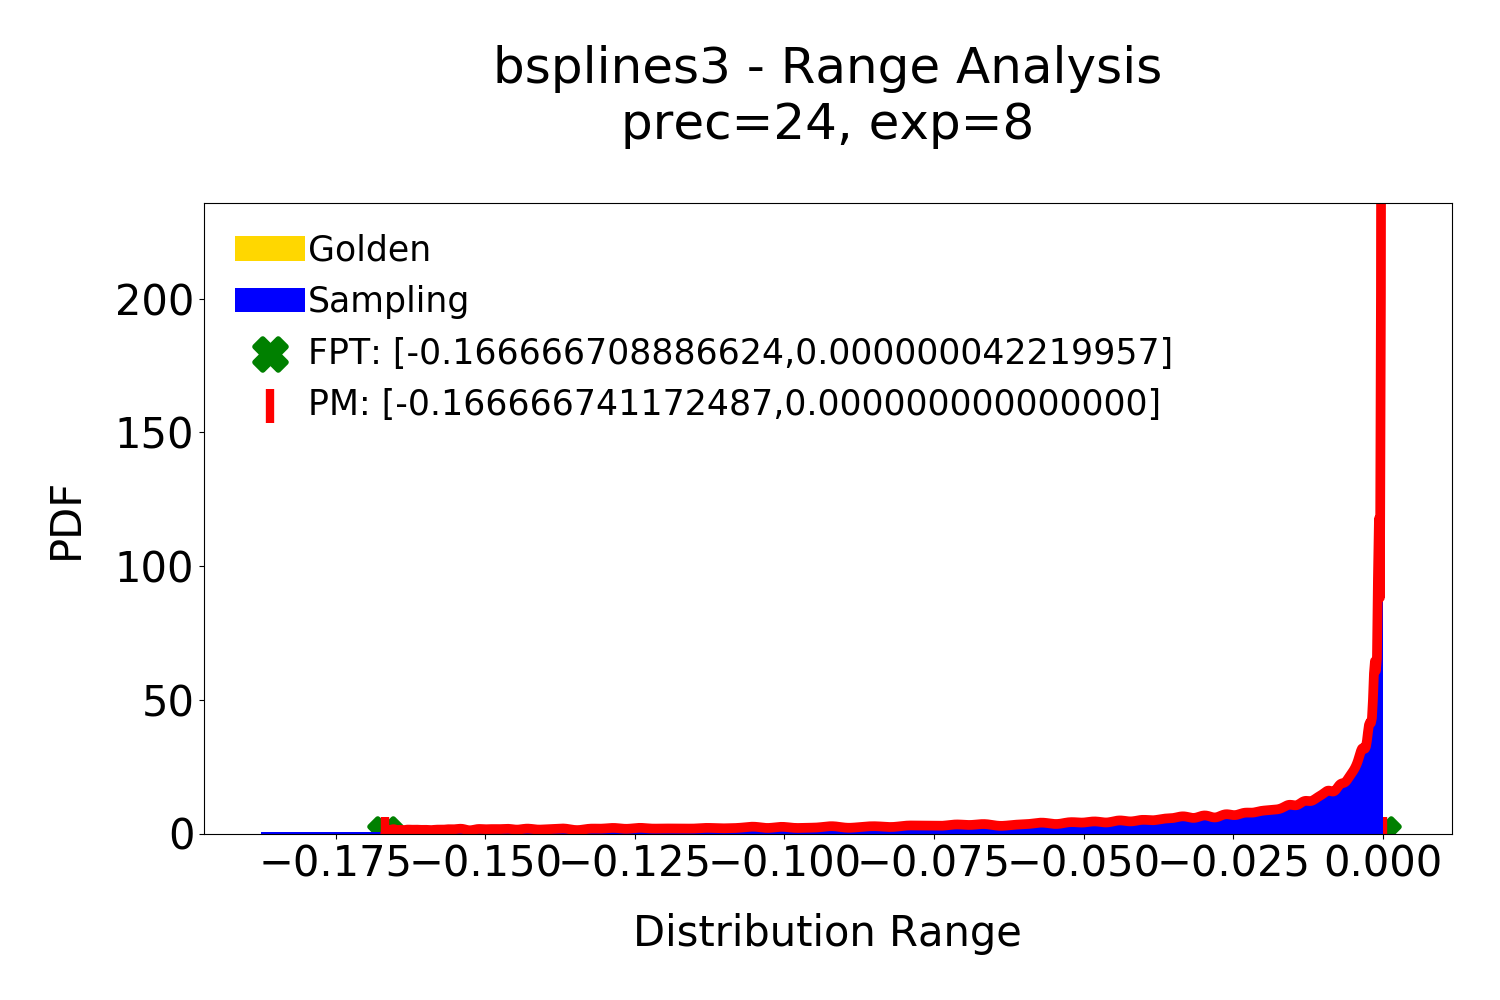 bsplines3 - Range Analysis
prec=24, exp=8
Golden
Sampling
FPT: [-0.166666708886624,0.000000042219957]
PM: [-0.166666741172487,0.000000000000000]
PDF
200
150
100
50
0
−0.175 −0.150 −0.125 −0.100 −0.075 −0.050 −0.025 0.000
Distribution Range